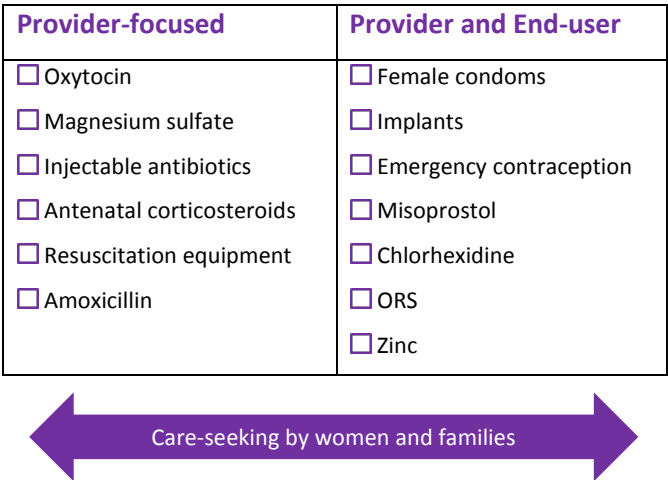 Provider-focused
Oxytocin
Magnesium sulfate
Injectable antibiotics
Antenatal corticosteroids
Resuscitation equipment
Amoxicillin
Provider and End-user
Female condoms
Implants
Emergency contraception
Misoprostol
Chlorhexidine
ORS
Zinc
Care-seeking by women and families